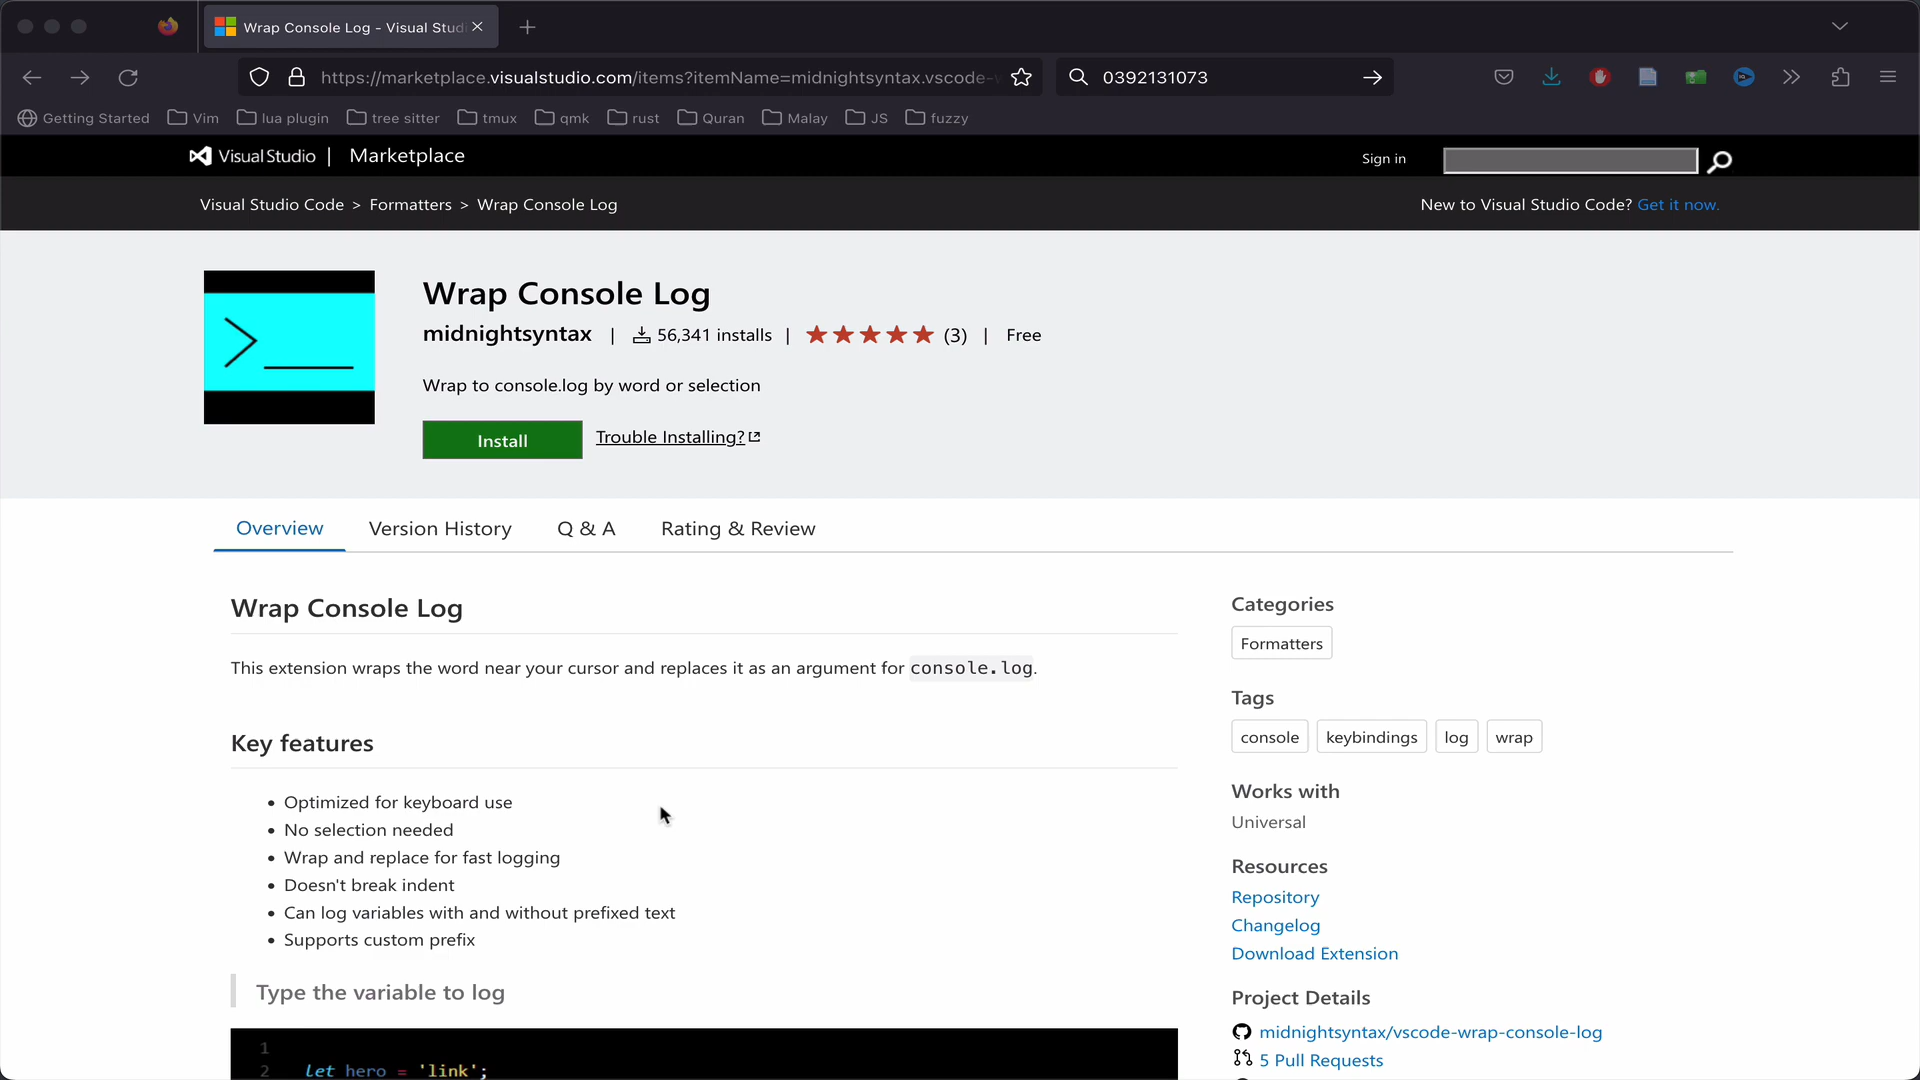 Wrap Console Log - Visual Studi
https://marketplace.visualstudio.com/items?itemName=midnightsyntax.vscode-w
0392131073
Getting Started
Vim
lua plugin
tree sitter
tmux
qmk
rust
Quran
Malay
JS
fuzzy
Visual Studio | Marketplace
Sign in
Visual Studio Code > Formatters > Wrap Console Log
New to Visual Studio Code? Get it now.
>__
Wrap Console Log
midnightsyntax | 56,341 installs | (3) | Free
Wrap to console.log by word or selection
Install
Trouble Installing?
Overview
Version History
Q & A
Rating & Review
Wrap Console Log
This extension wraps the word near your cursor and replaces it as an argument for console.log.
Key features
• Optimized for keyboard use
• No selection needed
• Wrap and replace for fast logging
• Doesn't break indent
• Can log variables with and without prefixed text
• Supports custom prefix
Type the variable to log
1
2 let hero = 'link';
Categories
Formatters
Tags
console
keybindings
log
wrap
Works with
Universal
Resources
Repository
Changelog
Download Extension
Project Details
midnightsyntax/vscode-wrap-console-log
5 Pull Requests